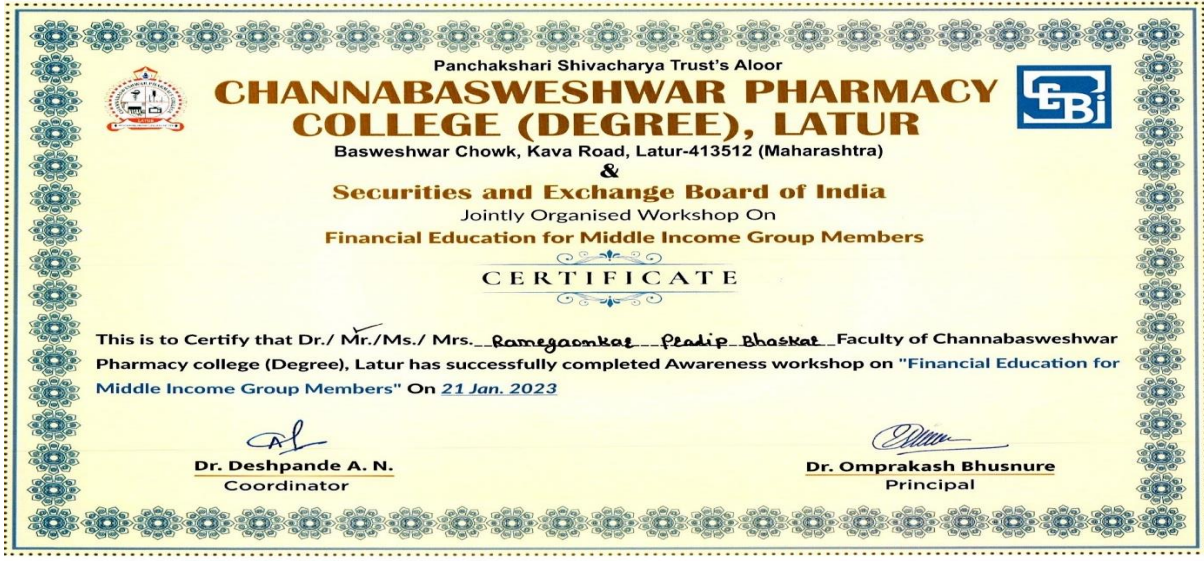 Panchakshari Shivacharya Trust's Aloor
CHANNABASWESHWAR PHARMACY
COLLEGE (DEGREE), LATUR
Basweshwar Chowk, Kava Road, Latur-413512 (Maharashtra)
&
Securities and Exchange Board of India
Jointly Organised Workshop On
Financial Education for Middle Income Group Members
CERTIFICATE
This is to Certify that Dr./ Mr./Ms./ Mrs. Ramegaonkar Pradip Bhaskar Faculty of Channabasweshwar
Pharmacy college (Degree), Latur has successfully completed Awareness workshop on "Financial Education for
Middle Income Group Members" On 21 Jan. 2023
Dr. Deshpande A. N.
Coordinator
Dr. Omprakash Bhusnure
Principal
SEBi
LATUR